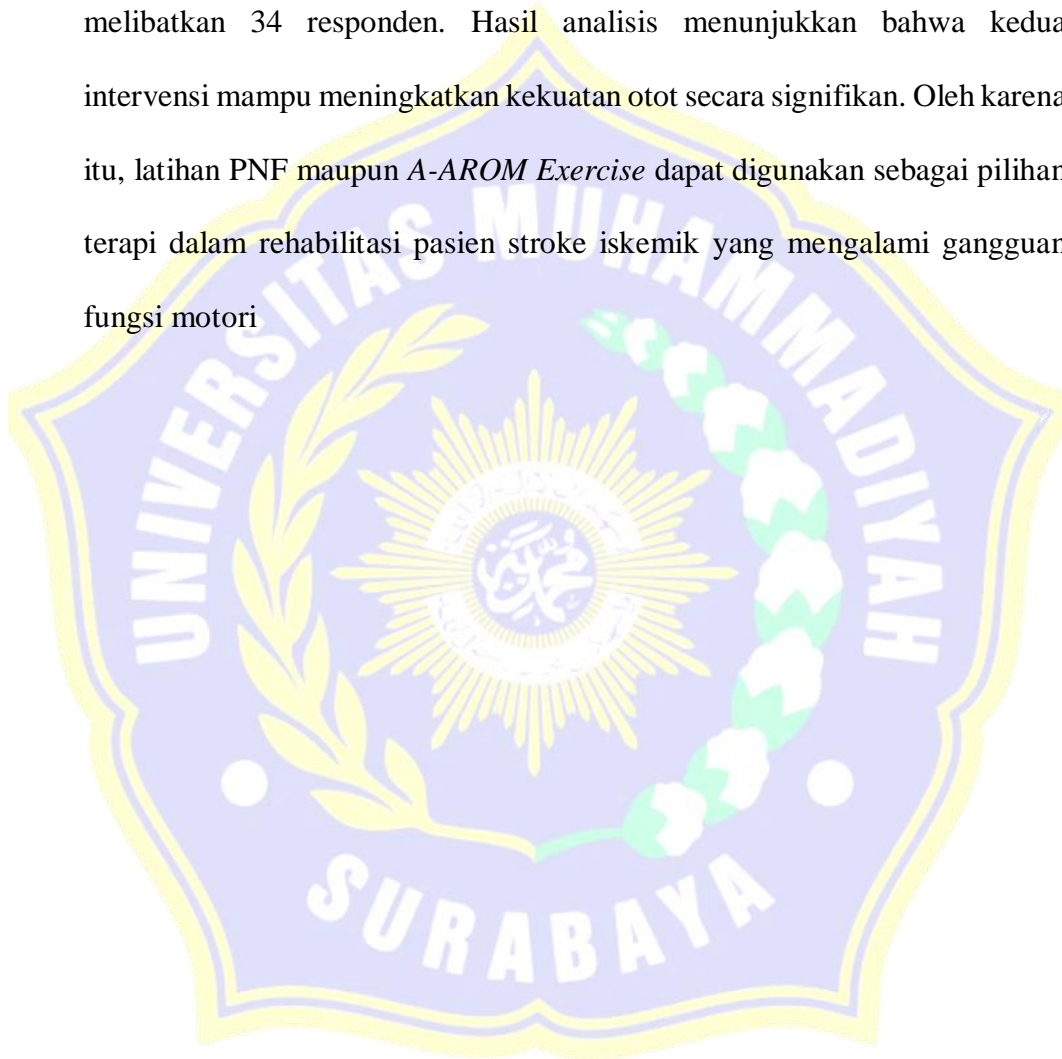 melibatkan 34 responden. Hasil analisis menunjukkan bahwa kedua
intervensi mampu meningkatkan kekuatan otot secara signifikan. Oleh karena
itu, latihan PNF maupun A-AROM Exercise dapat digunakan sebagai pilihan
terapi dalam rehabilitasi pasien stroke iskemik yang mengalami gangguan
fungsi motori
UNIVERSITAS MUHAMMADIYAH
SURABAYA